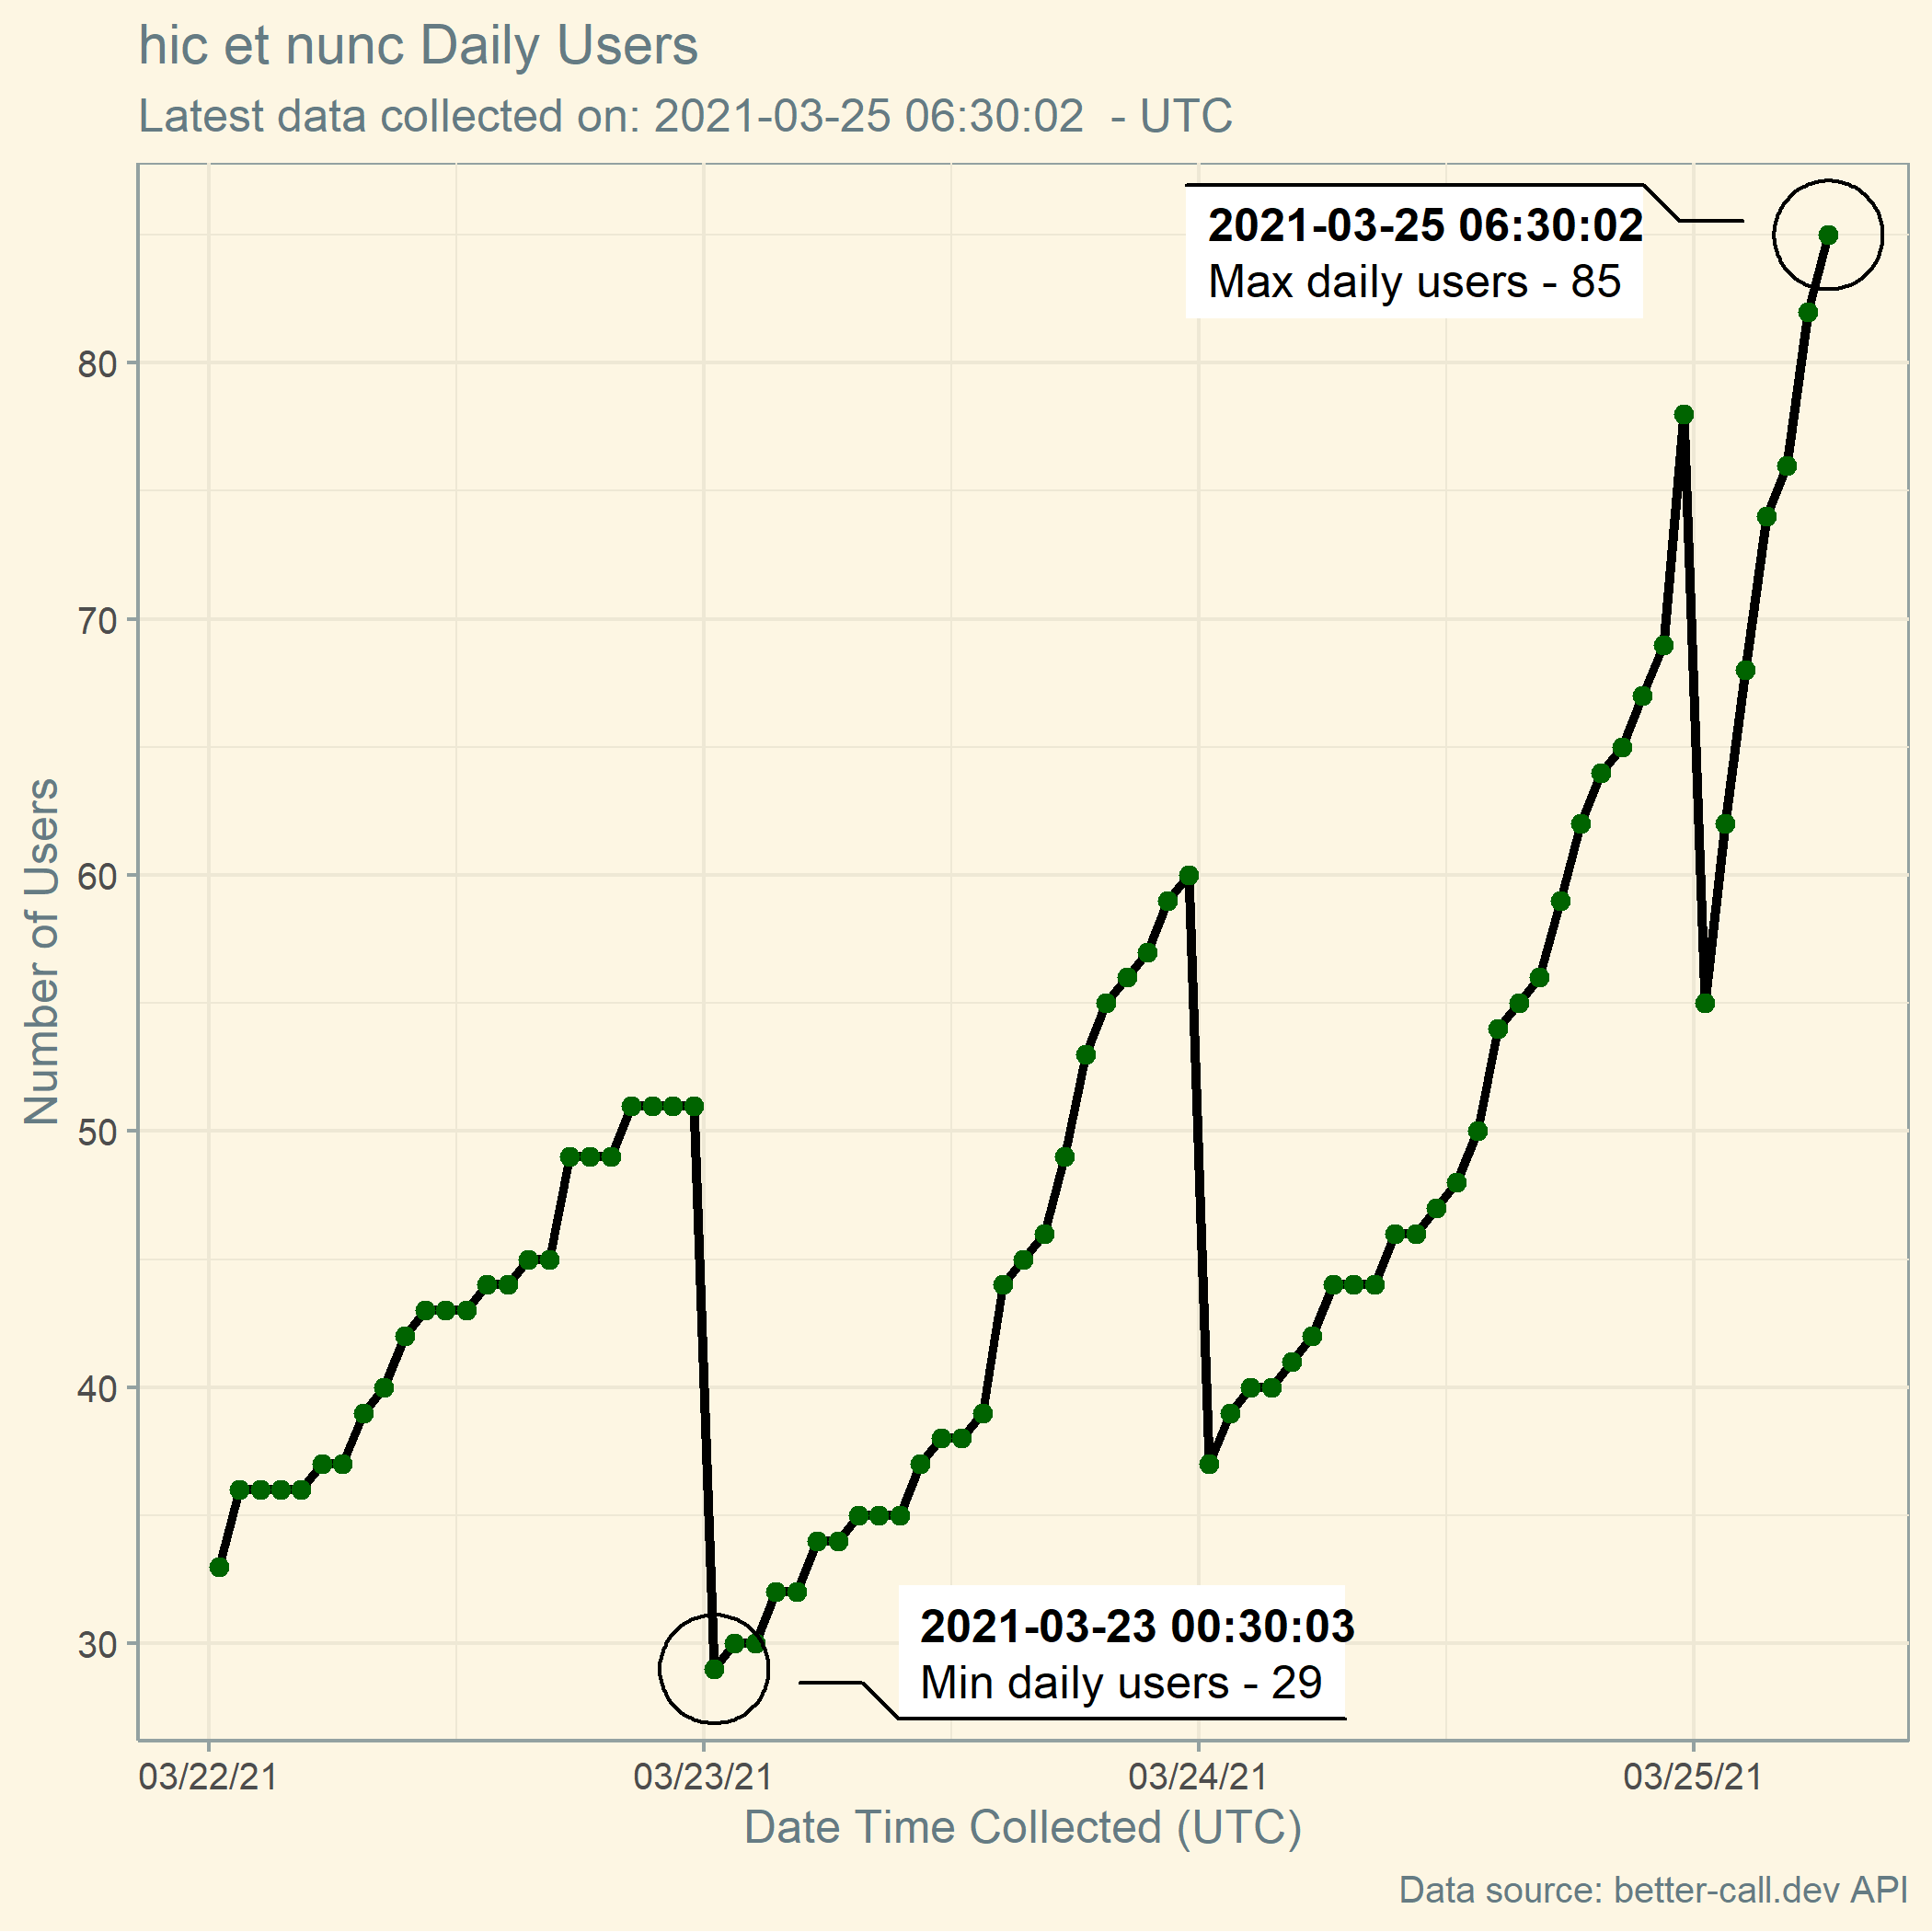 hic et nunc Daily Users
Latest data collected on: 2021-03-25 06:30:02  - UTC
2021-03-25 06:30:02
Max daily users - 85
80
70
60
50
40
30
Number of Users
2021-03-23 00:30:03
Min daily users - 29
03/22/21 03/23/21 03/24/21 03/25/21
Date Time Collected (UTC)
Data source: better-call.dev API